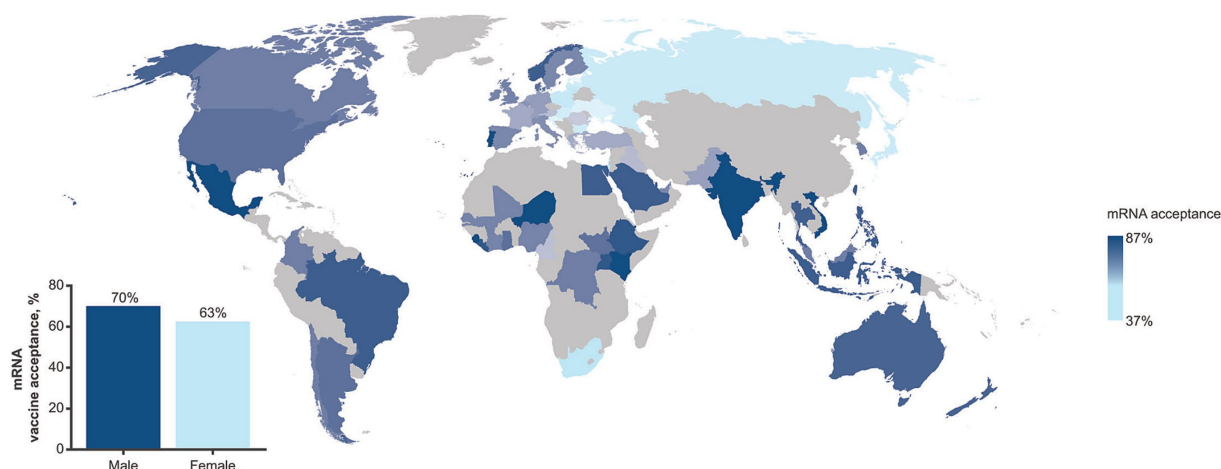 mRNA acceptance
87%
37%
80
60
40
20
0
mRNA
vaccine acceptance, %
70%
63%
Male
Female